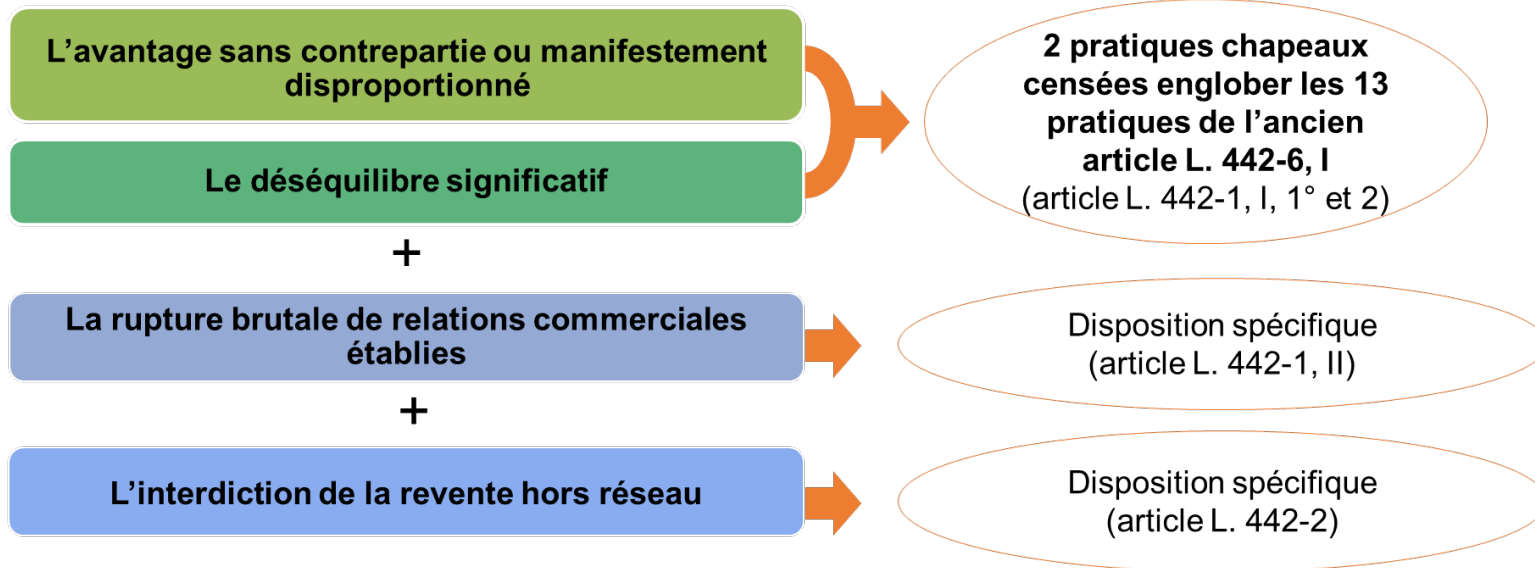 L’avantage sans contrepartie ou manifestement
disproportionné
Le déséquilibre significatif
2 pratiques chapeaux
censées englober les 13
pratiques de l’ancien
article L. 442-6, I
(article L. 442-1, I, 1° et 2)
+
La rupture brutale de relations commerciales
établies
Disposition spécifique
(article L. 442-1, II)
+
L’interdiction de la revente hors réseau
Disposition spécifique
(article L. 442-2)